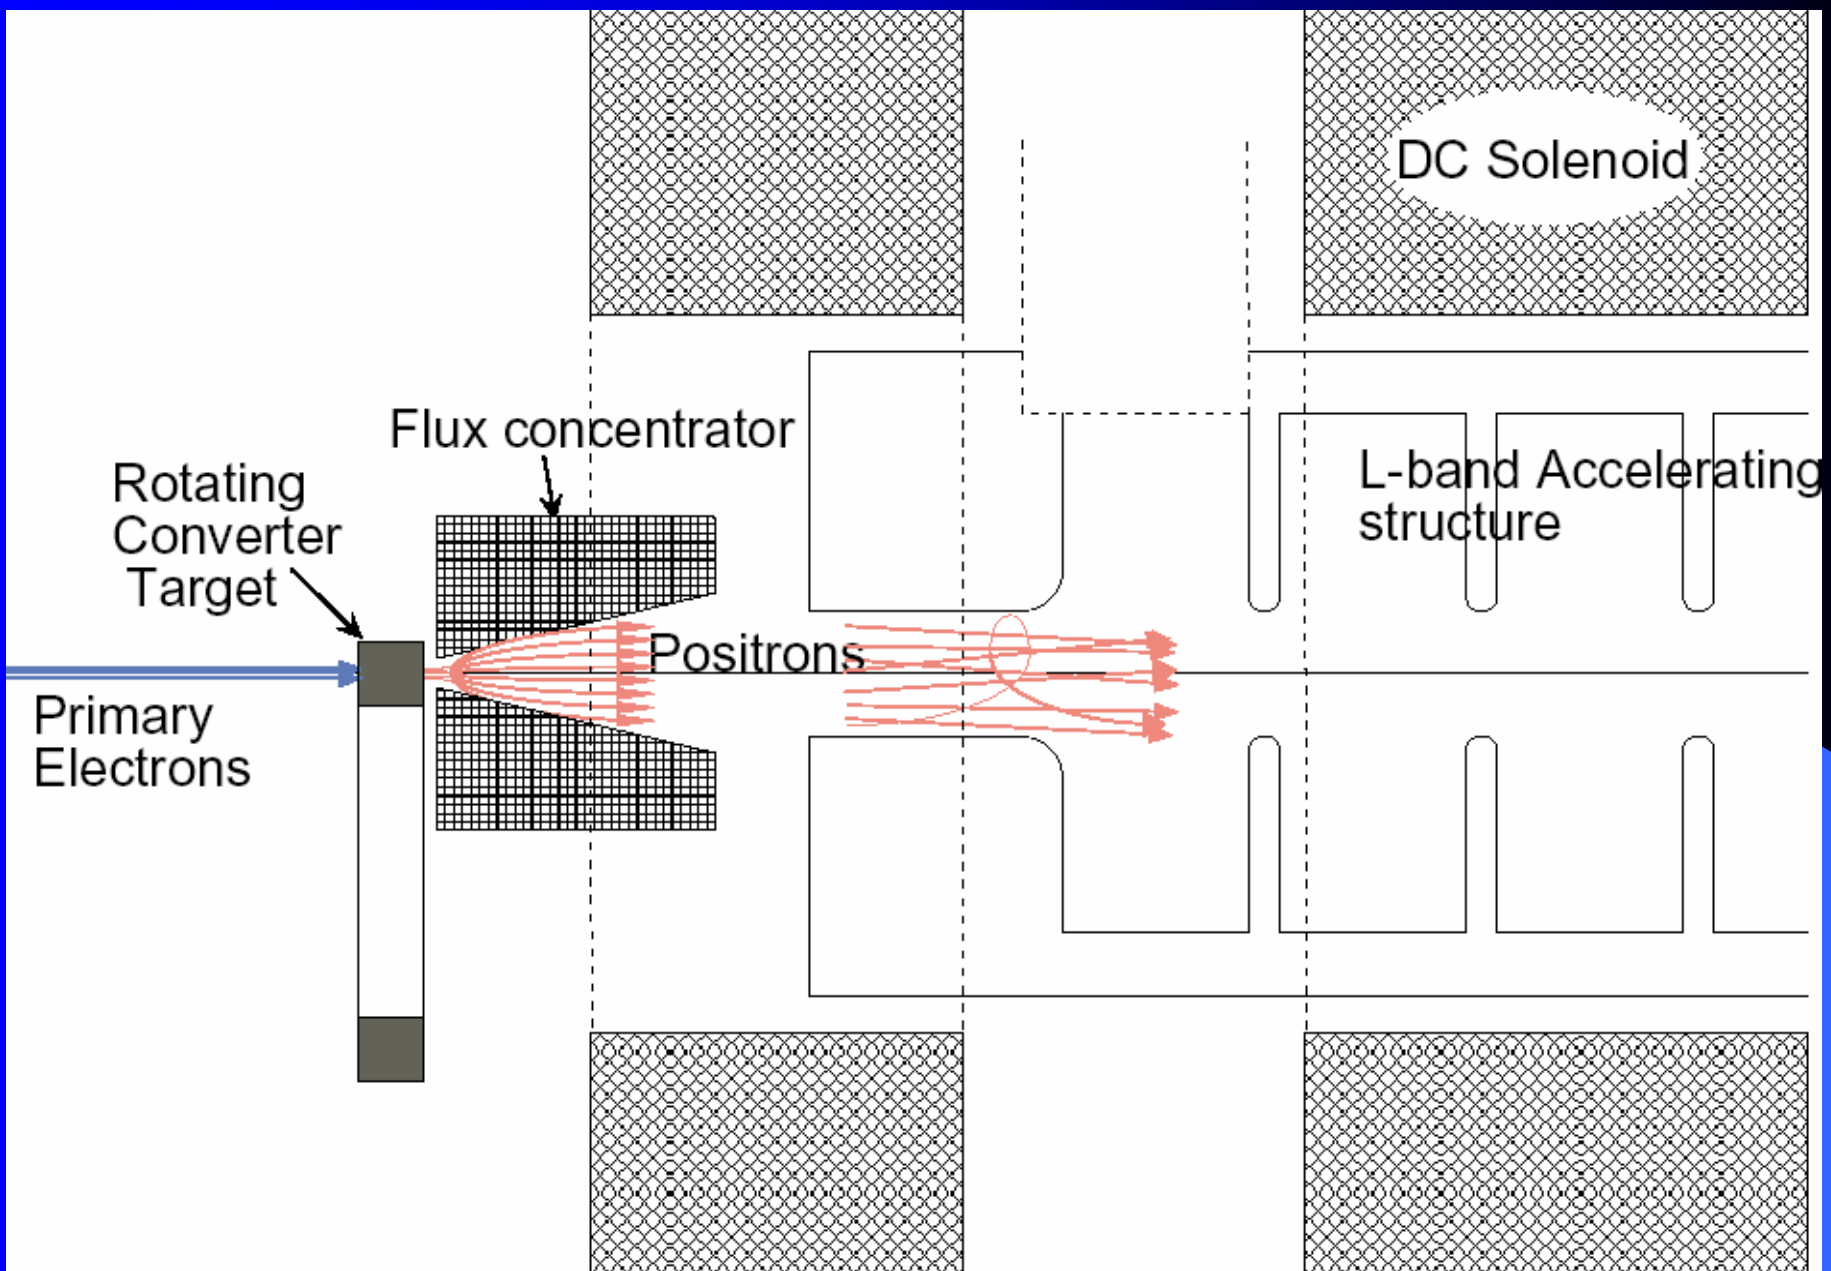 DC Solenoid
Flux concentrator
Rotating
Converter
Target
L-band Accelerating
structure
Positrons
Primary
Electrons